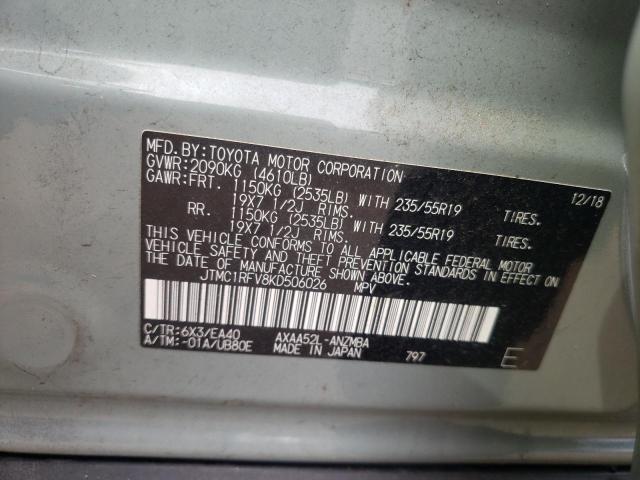 MFD. BY: TOYOTA MOTOR CORPORATION 12/18
GVWR: 2090KG (4610LB)
GAWR: FRT. 1150KG (2535LB) WITH 235/55R19 TIRES.
19X7 1/2J RIMS.
RR. 1150KG (2535LB) WITH 235/55R19 TIRES.
19X7 1/2J RIMS.
THIS VEHICLE CONFORMS TO ALL APPLICABLE FEDERAL MOTOR
VEHICLE SAFETY AND THEFT PREVENTION STANDARDS IN EFFECT ON
THE DATE OF MANUFACTURE SHOWN ABOVE.
JTMC1RFV8KD506026 MPV
C/TR: 6X3/EA40 AXAA52L-ANZMBA
A/TM: -01A/UB80E MADE IN JAPAN 797 E